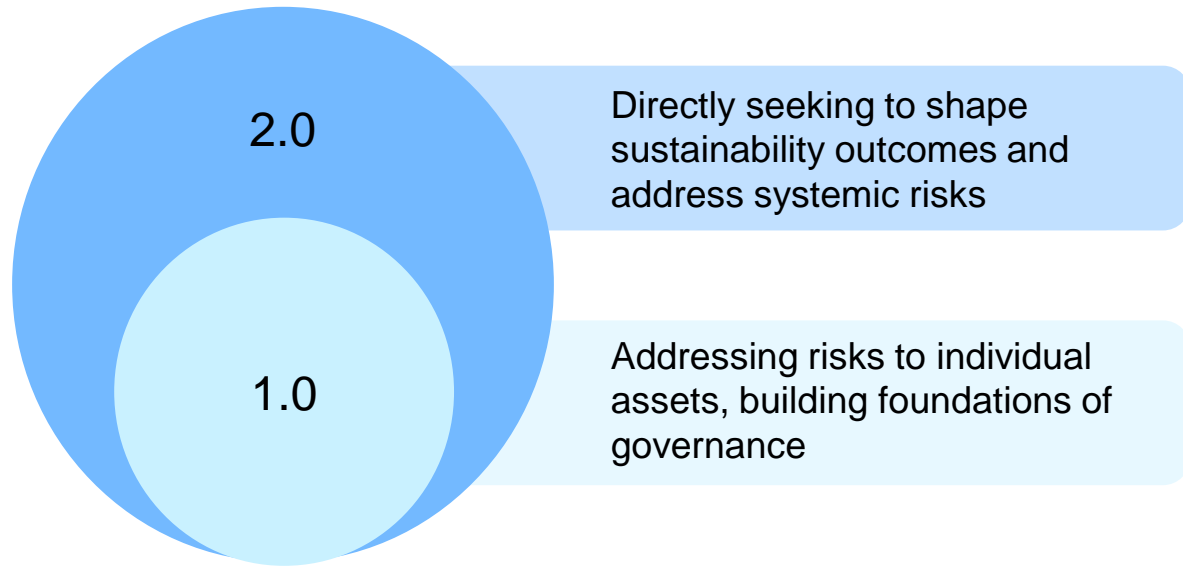 2.0
Directly seeking to shape
sustainability outcomes and
address systemic risks
1.0
Addressing risks to individual
assets, building foundations of
governance